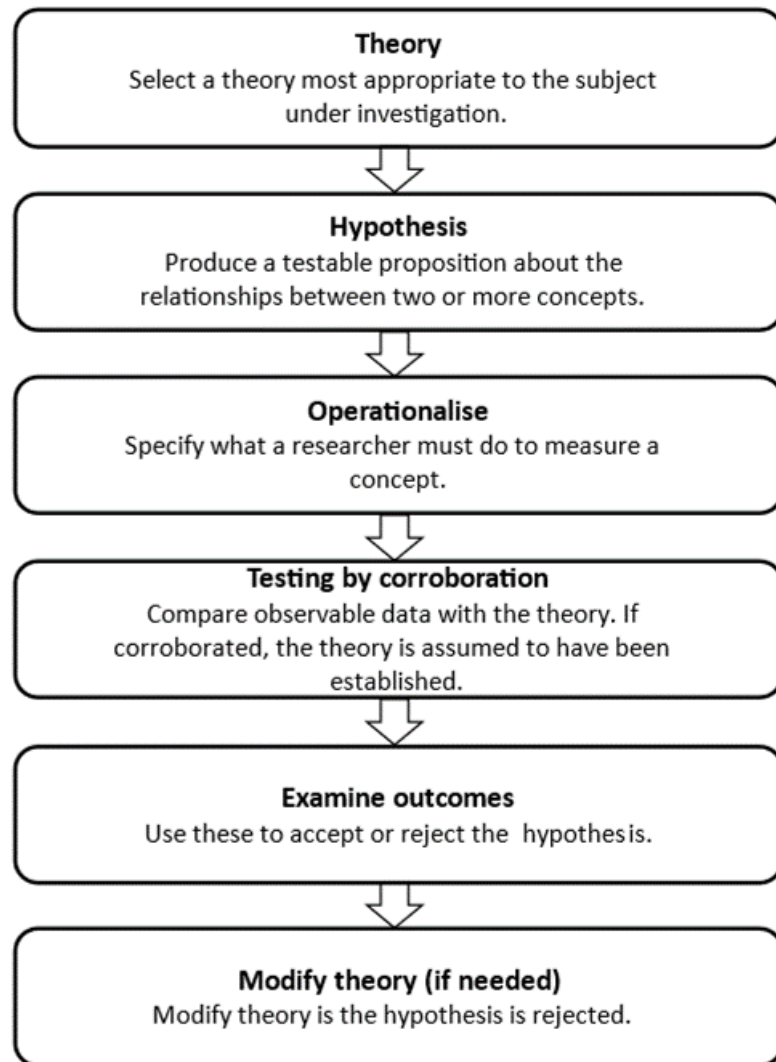 Theory
Select a theory most appropriate to the subject
under investigation.
Hypothesis
Produce a testable proposition about the
relationships between two or more concepts.
Operationalise
Specify what a researcher must do to measure a
concept.
Testing by corroboration
Compare observable data with the theory. If
corroborated, the theory is assumed to have been
established.
Examine outcomes
Use these to accept or reject the  hypothesis.
Modify theory (if needed)
Modify theory is the hypothesis is rejected.